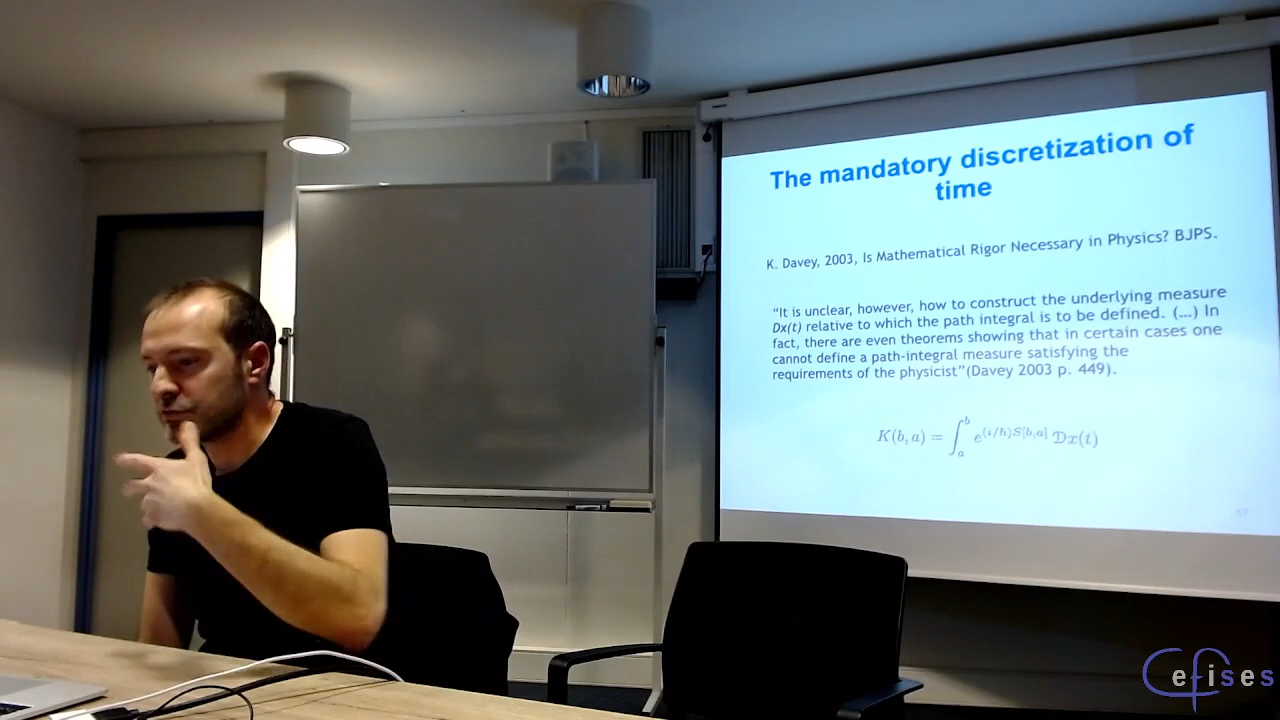 The mandatory discretization of
time
K. Davey, 2003, Is Mathematical Rigor Necessary in Physics? BJPS.
“It is unclear, however, how to construct the underlying measure
Dx(t) relative to which the path integral is to be defined. (...) In
fact, there are even theorems showing that in certain cases one
cannot define a path-integral measure satisfying the
requirements of the physicist”(Davey 2003 p. 449).
K(b, a) = ∫_a^b e^{(i/ħ)S[b,a]} 𝔇x(t)
Cefises